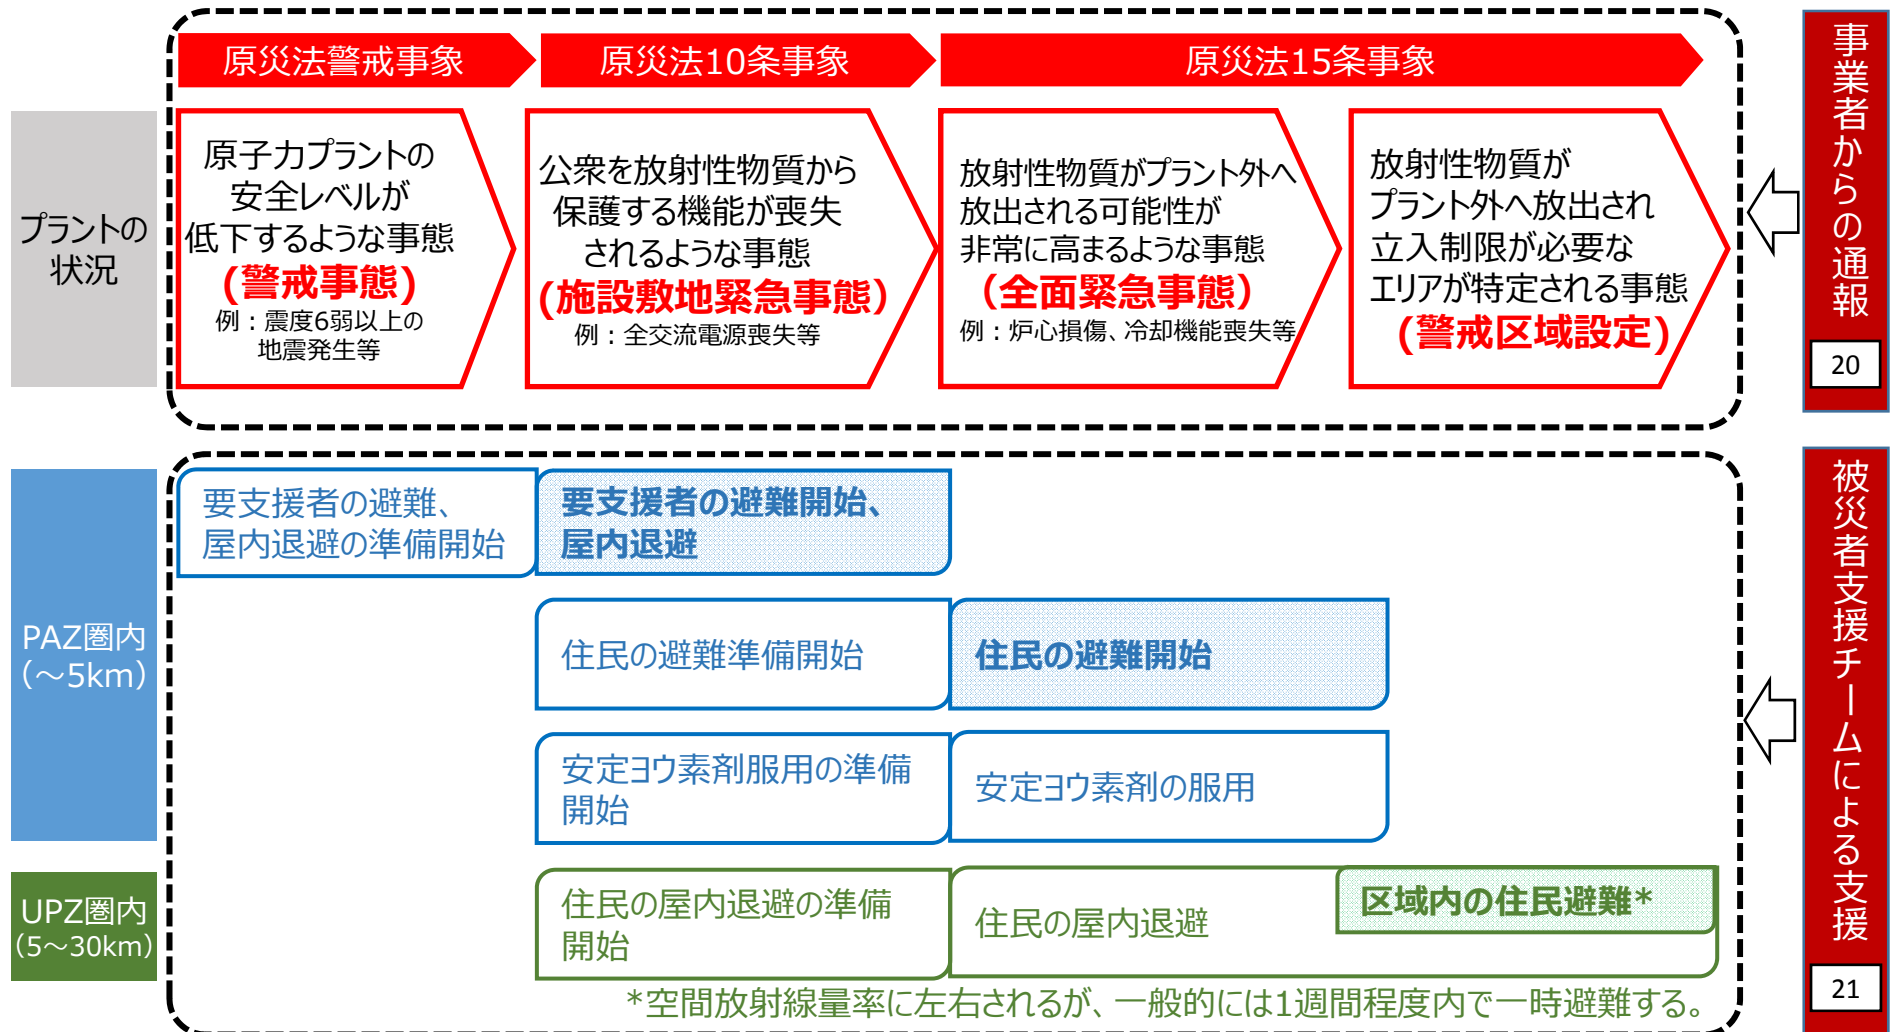 原災法警戒事象
原災法10条事象
原災法15条事象
プラントの
状況
原子力プラントの
安全レベルが
低下するような事態
(警戒事態)
例：震度6弱以上の
地震発生等
公衆を放射性物質から
保護する機能が喪失
されるような事態
(施設敷地緊急事態）
例：全交流電源喪失等
放射性物質がプラント外へ
放出される可能性が
非常に高まるような事態
（全面緊急事態）
例：炉心損傷、冷却機能喪失等
放射性物質が
プラント外へ放出され
立入制限が必要な
エリアが特定される事態
(警戒区域設定)
事業者からの通報
20
PAZ圏内
（～5km）
要支援者の避難、
屋内退避の準備開始
要支援者の避難開始、
屋内退避
住民の避難準備開始
住民の避難開始
安定ヨウ素剤服用の準備
開始
安定ヨウ素剤の服用
UPZ圏内
（5～30km）
住民の屋内退避の準備
開始
住民の屋内退避
区域内の住民避難*
*空間放射線量率に左右されるが、一般的には1週間程度内で一時避難する。
被災者支援チームによる支援
21